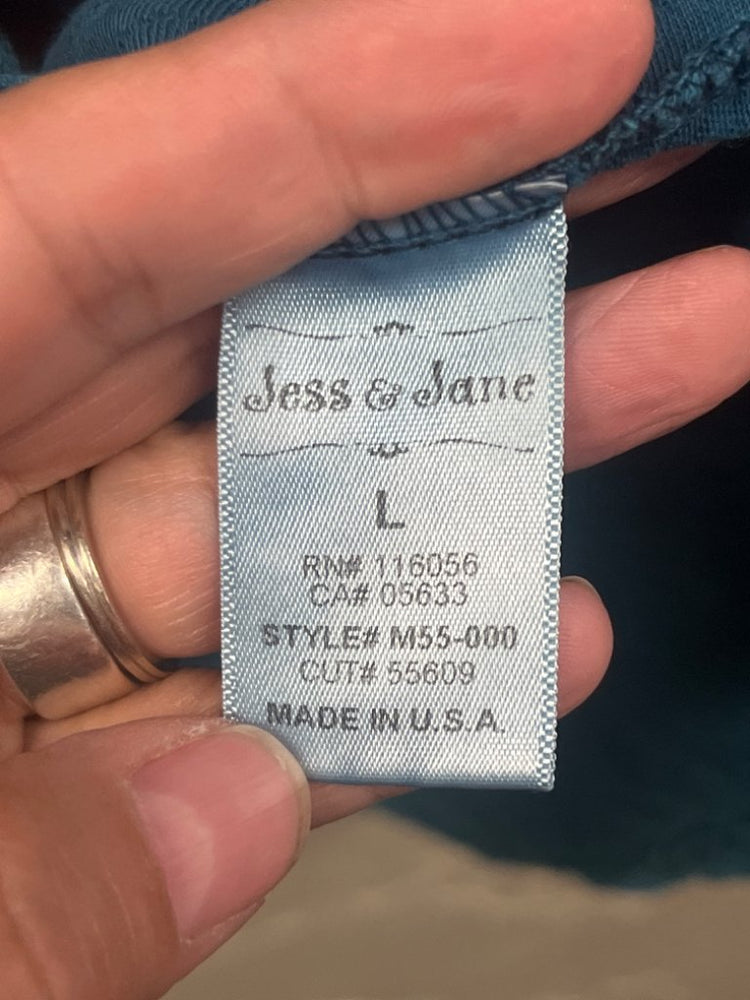 Jess & Jane
L
RN# 116056
CA# 05633
STYLE# M55-000
CUT# 55609
MADE IN U.S.A.